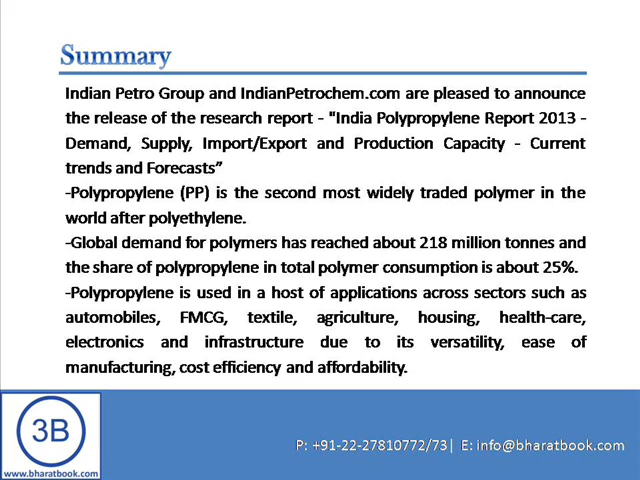 Summary
Indian Petro Group and IndianPetrochem.com are pleased to announce
the release of the research report - "India Polypropylene Report 2013 -
Demand, Supply, Import/Export and Production Capacity - Current
trends and Forecasts”
-Polypropylene (PP) is the second most widely traded polymer in the
world after polyethylene.
-Global demand for polymers has reached about 218 million tonnes and
the share of polypropylene in total polymer consumption is about 25%.
-Polypropylene is used in a host of applications across sectors such as
automobiles, FMCG, textile, agriculture, housing, health-care,
electronics and infrastructure due to its versatility, ease of
manufacturing, cost efficiency and affordability.
3B
www.bharatbook.com
P: +91-22-27810772/73| E: info@bharatbook.com